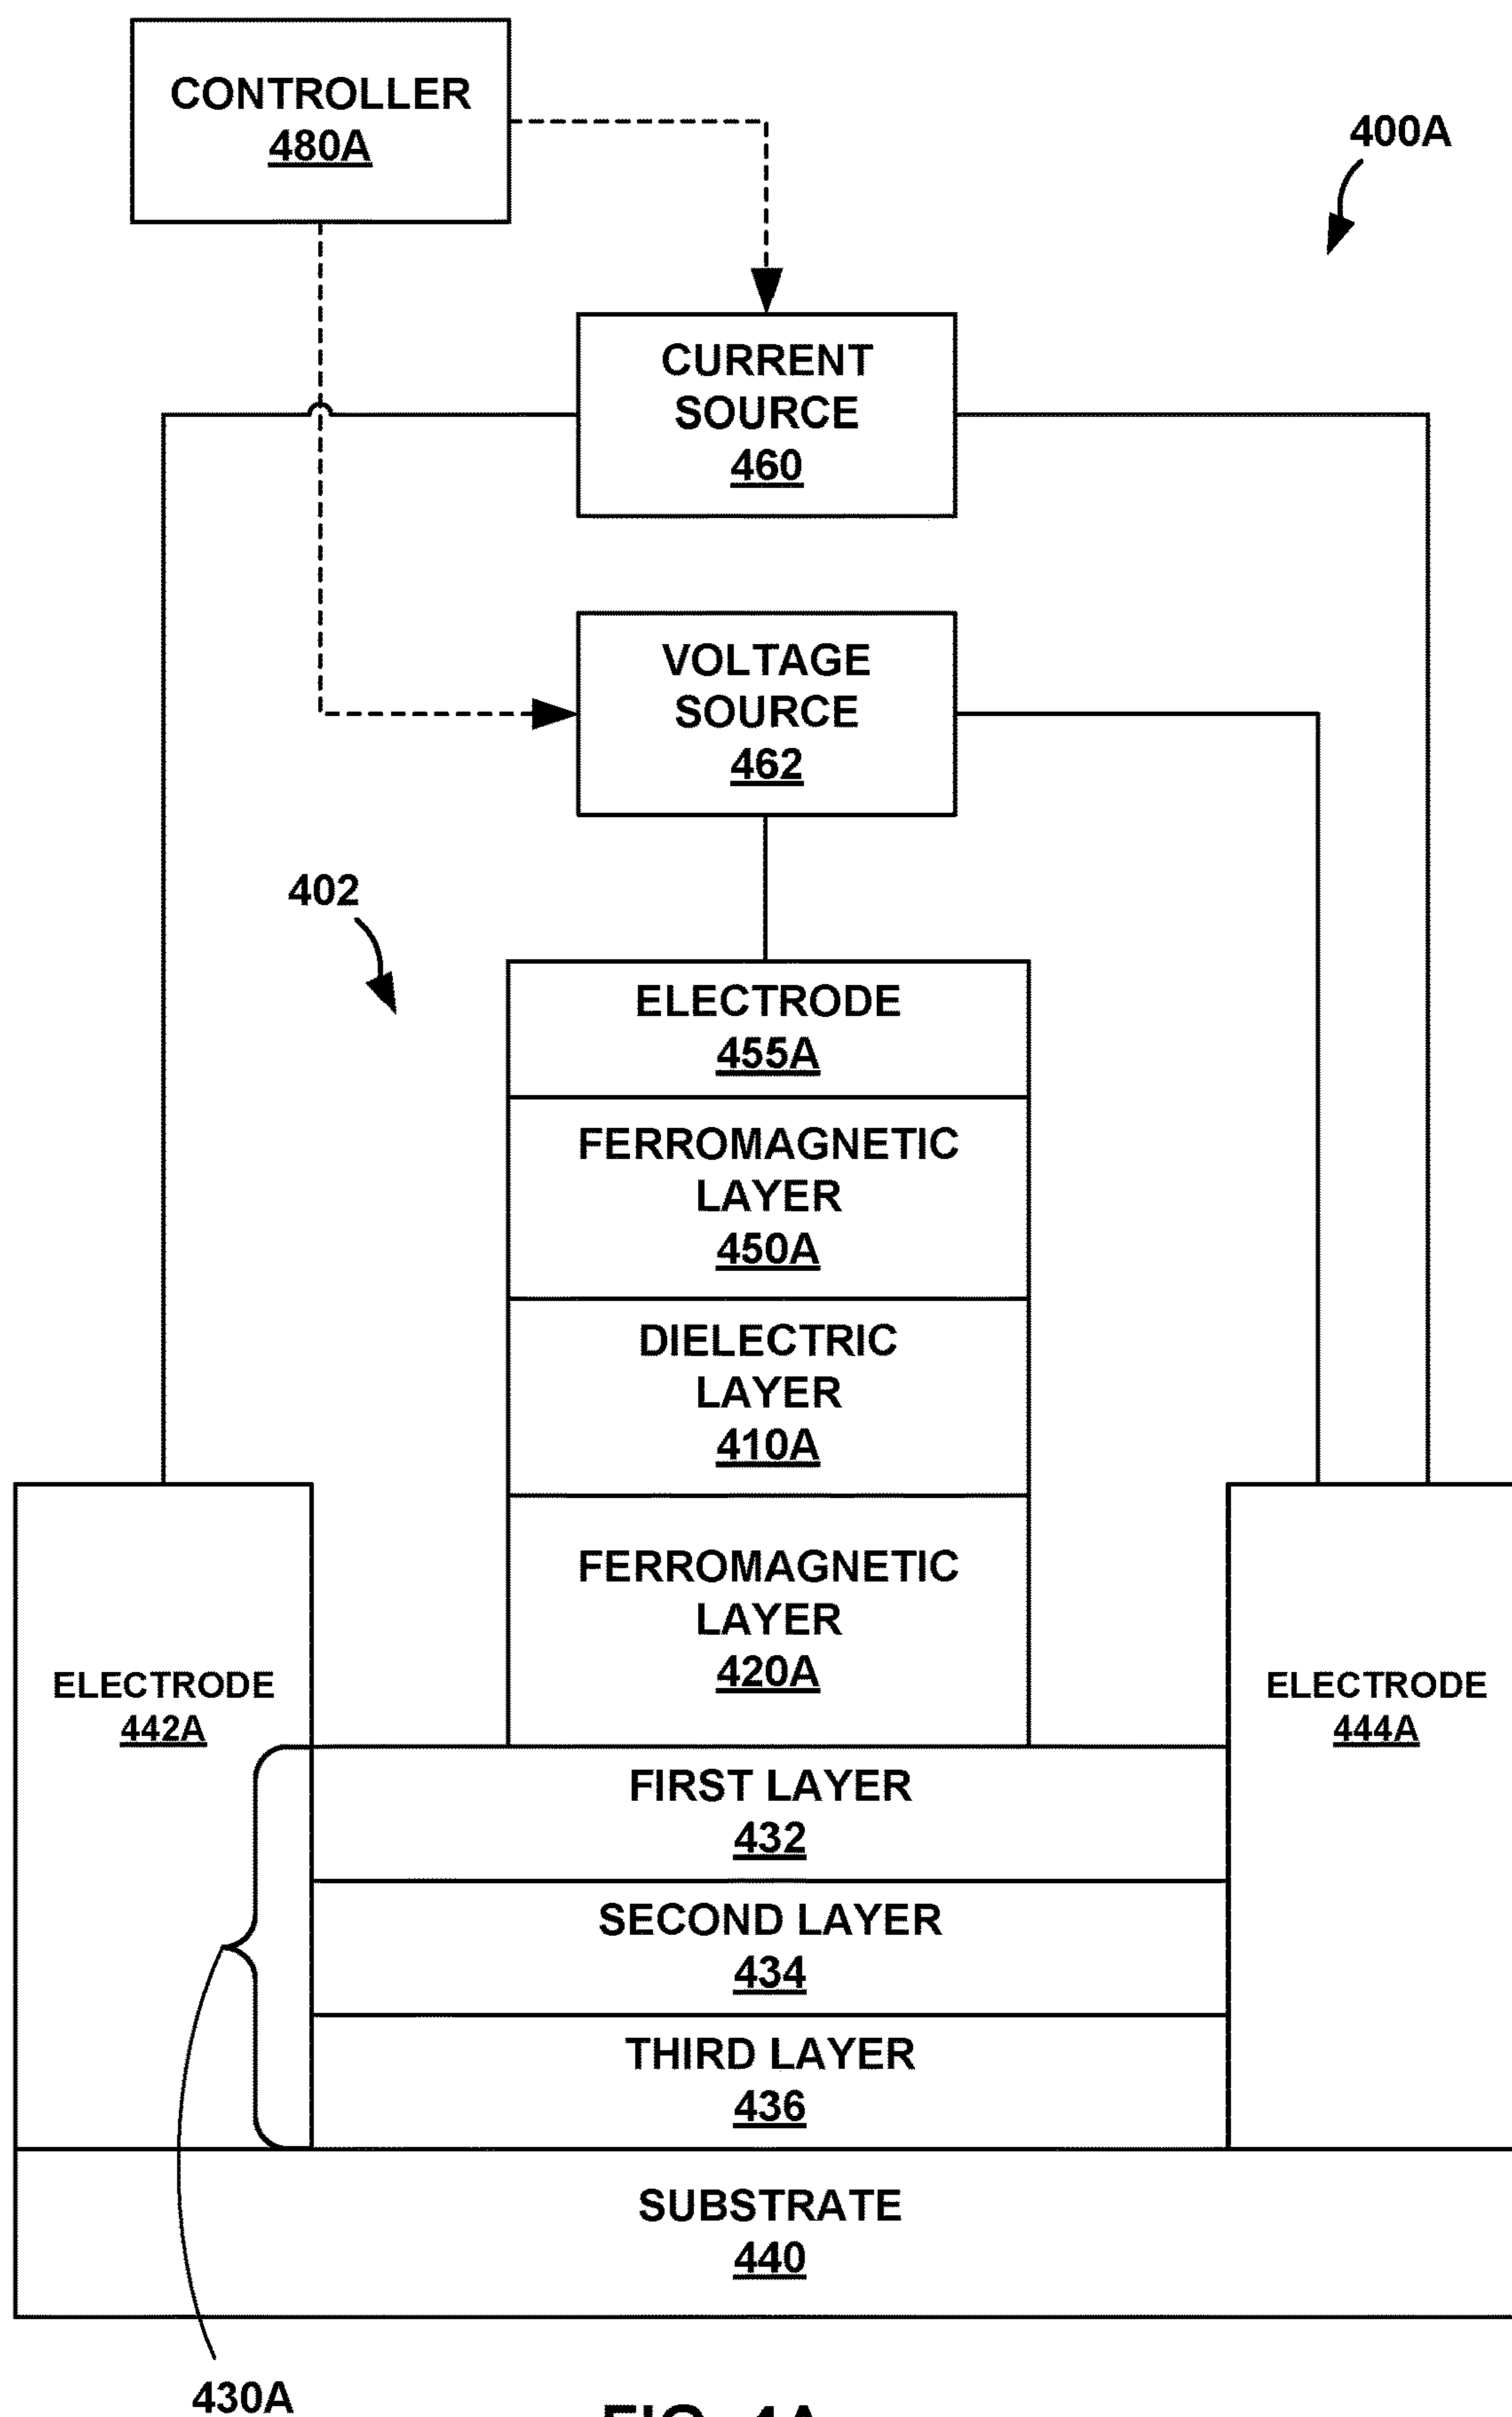 CONTROLLER
480A
400A
CURRENT
SOURCE
460
VOLTAGE
SOURCE
462
402
ELECTRODE
455A
FERROMAGNETIC
LAYER
450A
DIELECTRIC
LAYER
410A
FERROMAGNETIC
LAYER
420A
ELECTRODE
442A
ELECTRODE
444A
FIRST LAYER
432
SECOND LAYER
434
THIRD LAYER
436
SUBSTRATE
440
430A